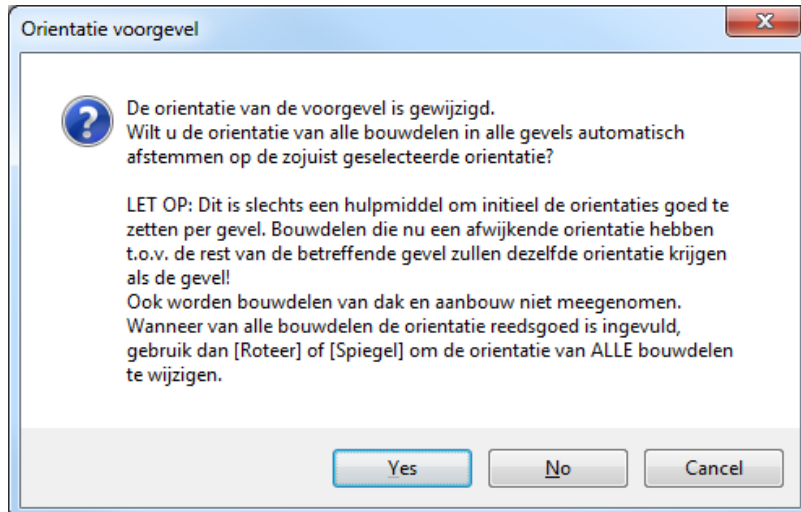 Orientatie voorgevel
De orientatie van de voorgevel is gewijzigd.
Wilt u de orientatie van alle bouwdelen in alle gevels automatisch
afstemmen op de zojuist geselecteerde orientatie?
LET OP: Dit is slechts een hulpmiddel om initieel de orientaties goed te
zetten per gevel. Bouwdelen die nu een afwijkende orientatie hebben
t.o.v. de rest van de betreffende gevel zullen dezelfde orientatie krijgen
als de gevel!
Ook worden bouwdelen van dak en aanbouw niet meegenomen.
Wanneer van alle bouwdelen de orientatie reedsgoed is ingevuld,
gebruik dan [Roteer] of [Spiegel] om de orientatie van ALLE bouwdelen
te wijzigen.
Yes No Cancel